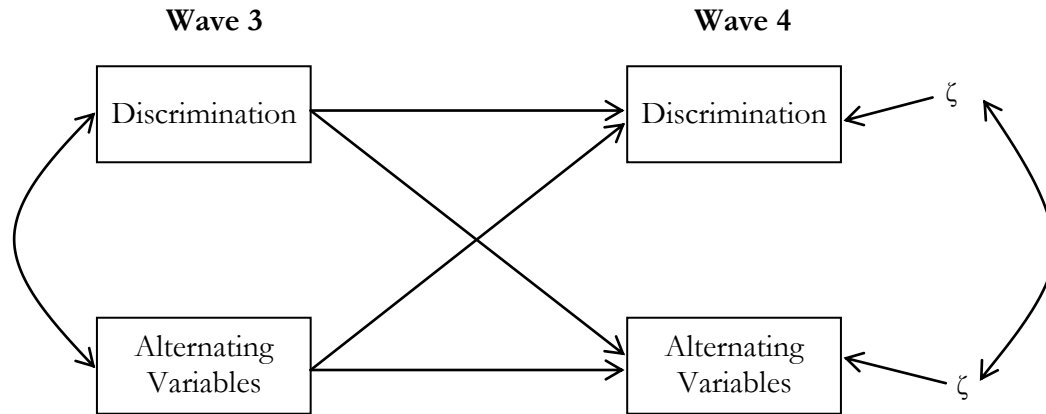 Wave 3
Wave 4
Discrimination
Discrimination
ζ
Alternating
Variables
Alternating
Variables
ζ